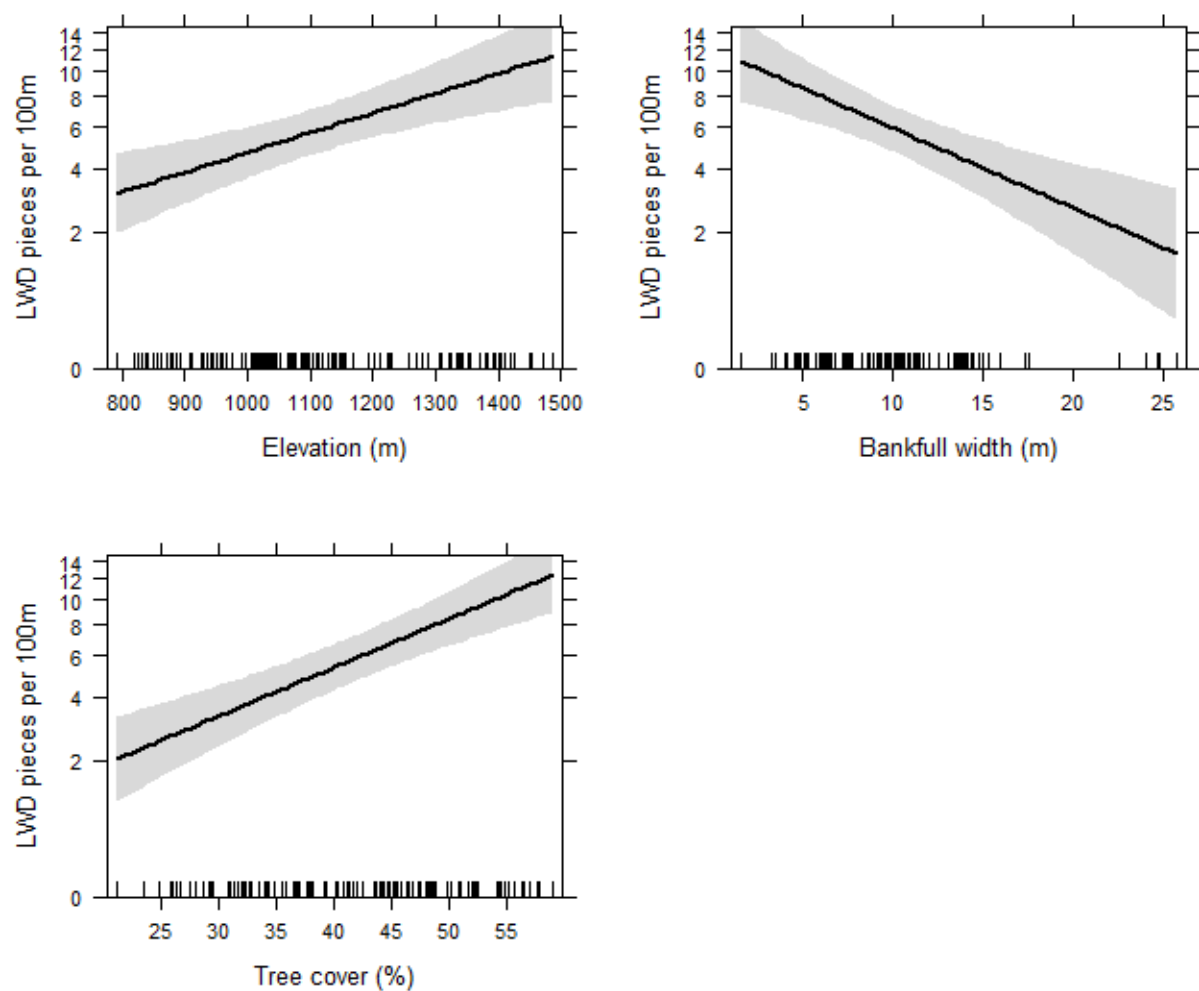 LWD pieces per 100m
14
12
10
8
6
4
2
0
800 900 1000 1100 1200 1300 1400 1500
Elevation (m)
LWD pieces per 100m
14
12
10
8
6
4
2
0
5 10 15 20 25
Bankfull width (m)
LWD pieces per 100m
14
12
10
8
6
4
2
0
25 30 35 40 45 50 55
Tree cover (%)